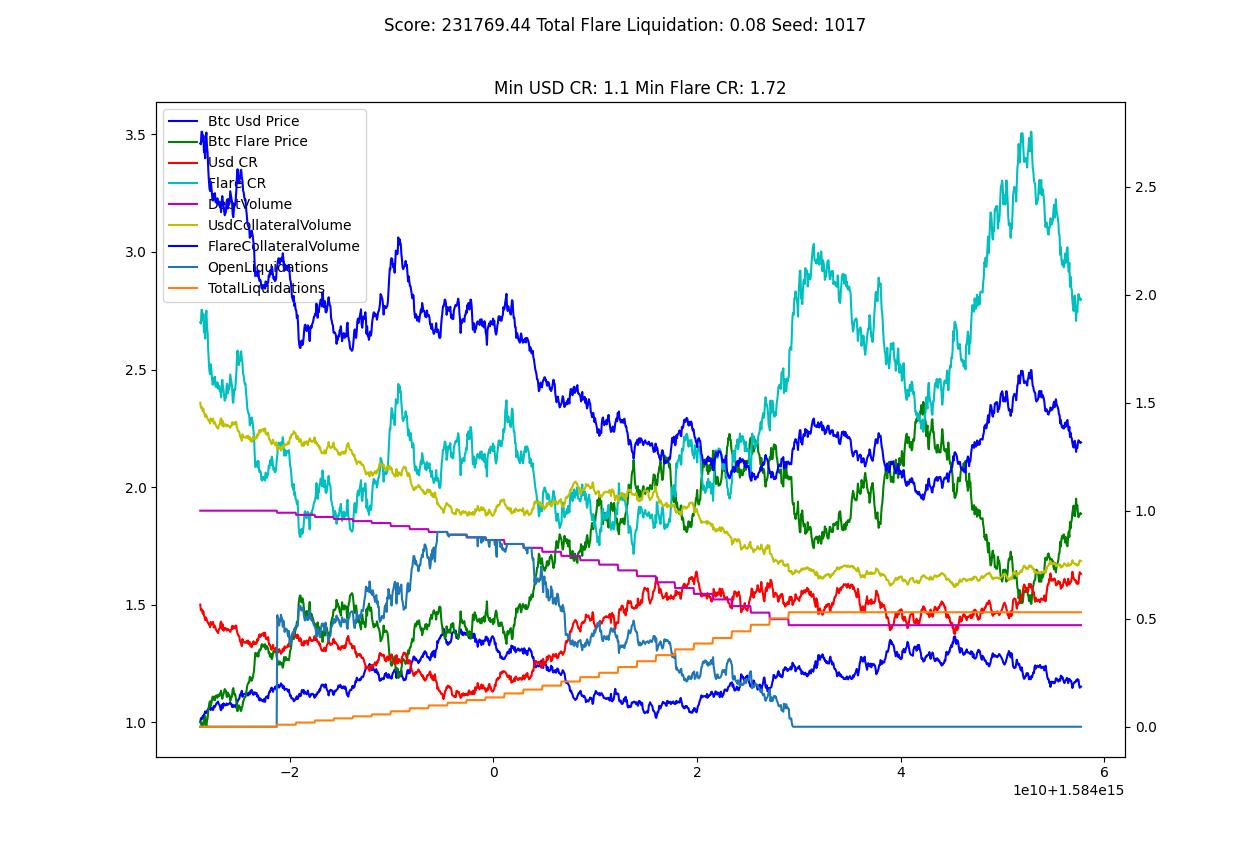 Score: 231769.44 Total Flare Liquidation: 0.08 Seed: 1017
Min USD CR: 1.1 Min Flare CR: 1.72
Btc Usd Price
Btc Flare Price
Usd CR
Flare CR
DebtVolume
UsdCollateralVolume
FlareCollateralVolume
OpenLiquidations
TotalLiquidations
3.5
3.0
2.5
2.0
1.5
1.0
2.5
2.0
1.5
1.0
0.5
0.0
−2
0
2
4
6
1e10+1.584e15